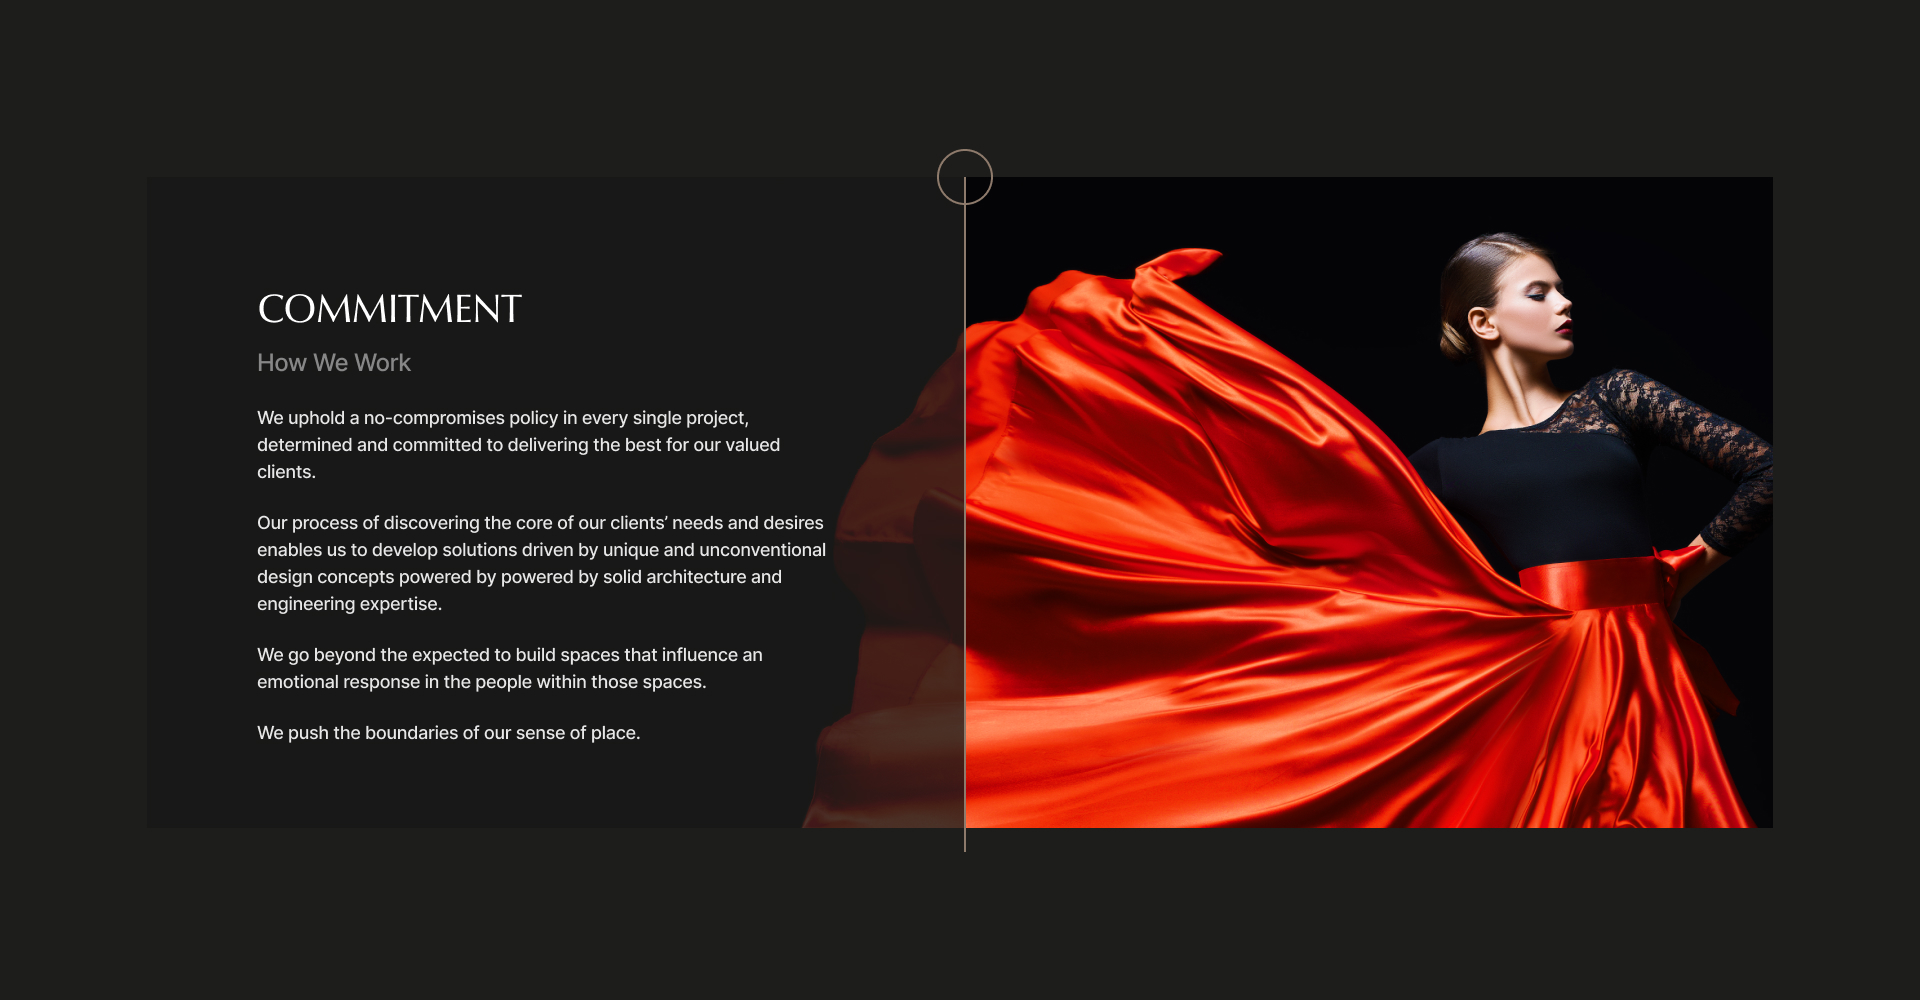 COMMITMENT
How We Work
We uphold a no-compromises policy in every single project,
determined and committed to delivering the best for our valued
clients.
Our process of discovering the core of our clients’ needs and desires
enables us to develop solutions driven by unique and unconventional
design concepts powered by powered by solid architecture and
engineering expertise.
We go beyond the expected to build spaces that influence an
emotional response in the people within those spaces.
We push the boundaries of our sense of place.